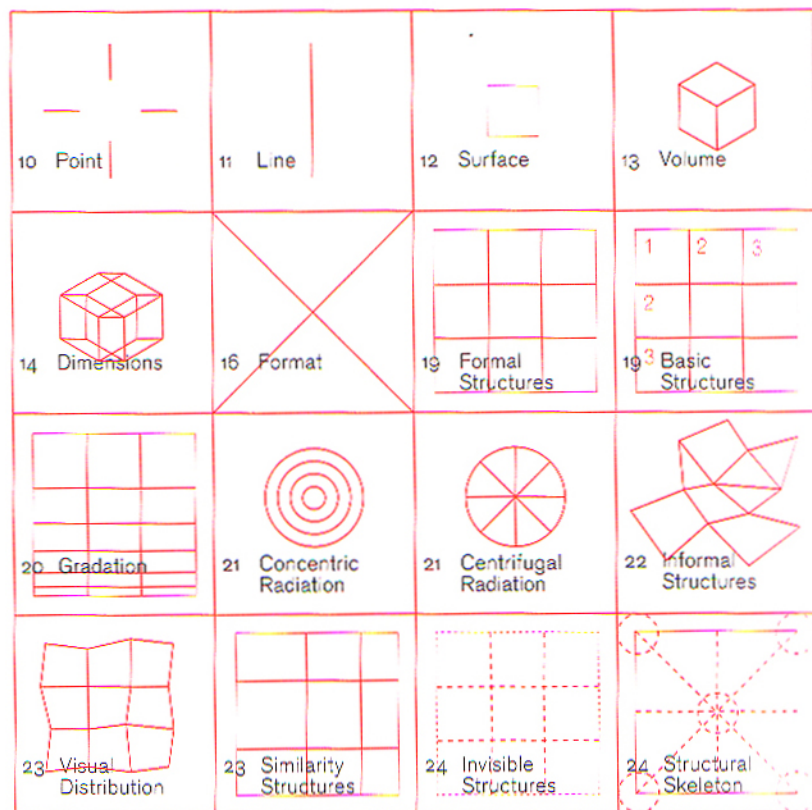 10 Point
11 Line
12 Surface
13 Volume
14 Dimensions
16 Format
19 Formal
Structures
1 2 3
2
3
19 Basic
Structures
20 Gradation
21 Concentric
Raciation
21 Centrifugal
Radiation
22 Informal
Structures
23 Visual
Distribution
23 Similarity
Structures
24 Invisible
Structures
24 Structural
Skeleton